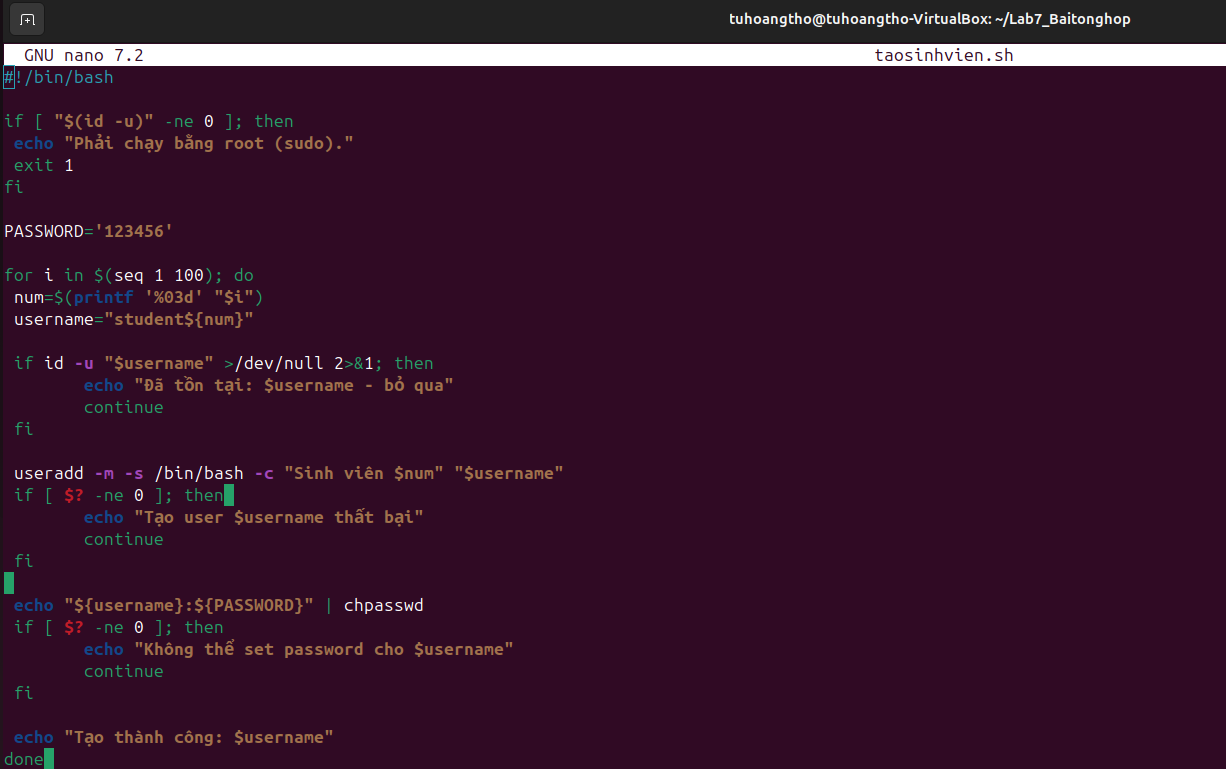 tuhoangtho@tuhoangtho-VirtualBox: ~/Lab7_Baitonghop
GNU nano 7.2 taosinhvien.sh
#!/bin/bash
if [ "$(id -u)" -ne 0 ]; then
echo "Phải chạy bằng root (sudo)."
exit 1
fi
PASSWORD='123456'
for i in $(seq 1 100); do
num=$(printf '%03d' "$i")
username="student${num}"
if id -u "$username" >/dev/null 2>&1; then
echo "Đã tồn tại: $username - bỏ qua"
continue
fi
useradd -m -s /bin/bash -c "Sinh viên $num" "$username"
if [ $? -ne 0 ]; then
echo "Tạo user $username thất bại"
continue
fi
echo "${username}:${PASSWORD}" | chpasswd
if [ $? -ne 0 ]; then
echo "Không thể set password cho $username"
continue
fi
echo "Tạo thành công: $username"
done